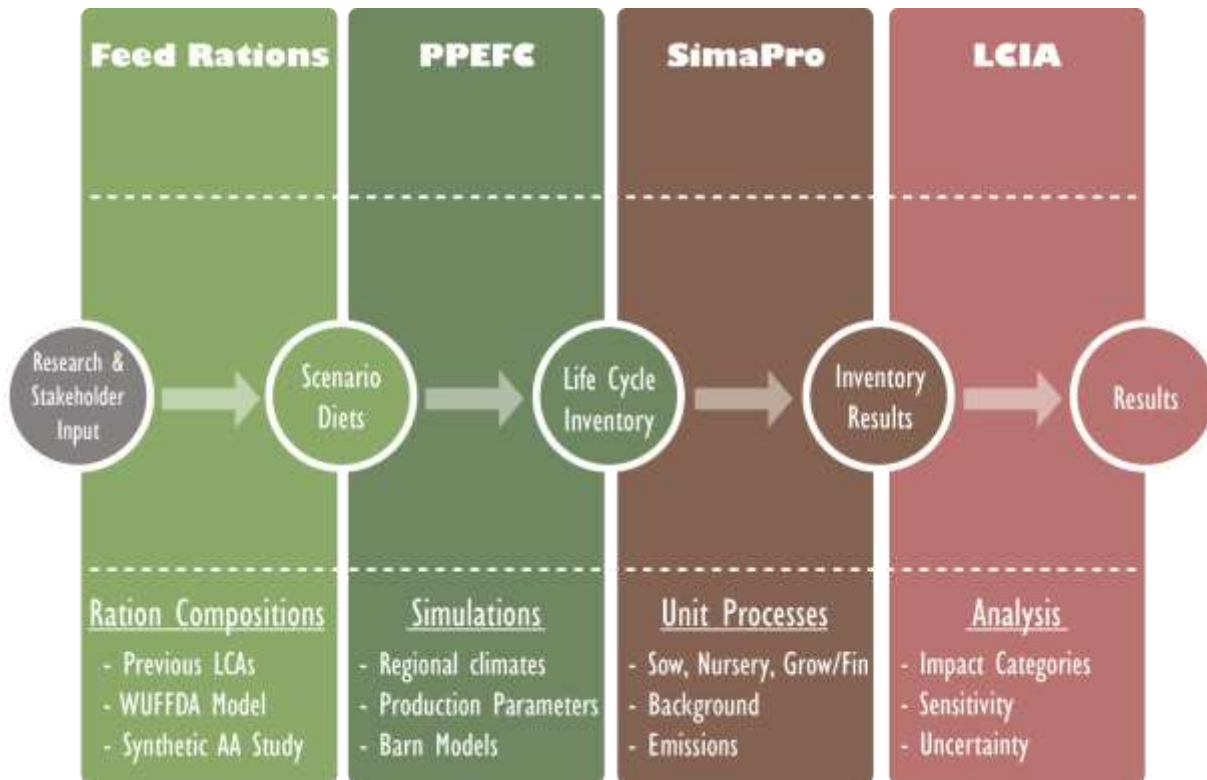 Feed Rations
PPEFC
SimaPro
LCIA
Research &
Stakeholder
Input
Scenario
Diets
Life Cycle
Inventory
Inventory
Results
Results
Ration Compositions
- Previous LCAs
- WUFFDA Model
- Synthetic AA Study
Simulations
- Regional climates
- Production Parameters
- Barn Models
Unit Processes
- Sow, Nursery, Grow/Fin
- Background
- Emissions
Analysis
- Impact Categories
- Sensitivity
- Uncertainty